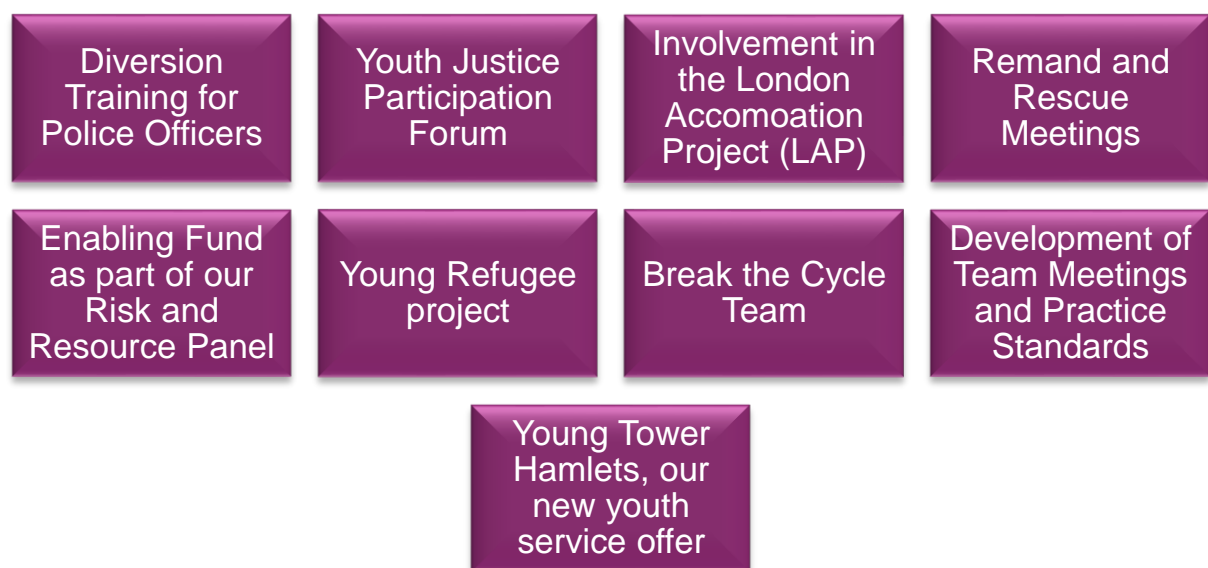 Diversion
Training for
Police Officers
Youth Justice
Participation
Forum
Involvement in
the London
Accomoation
Project (LAP)
Remand and
Rescue
Meetings
Enabling Fund
as part of our
Risk and
Resource Panel
Young Refugee
project
Break the Cycle
Team
Development of
Team Meetings
and Practice
Standards
Young Tower
Hamlets, our
new youth
service offer